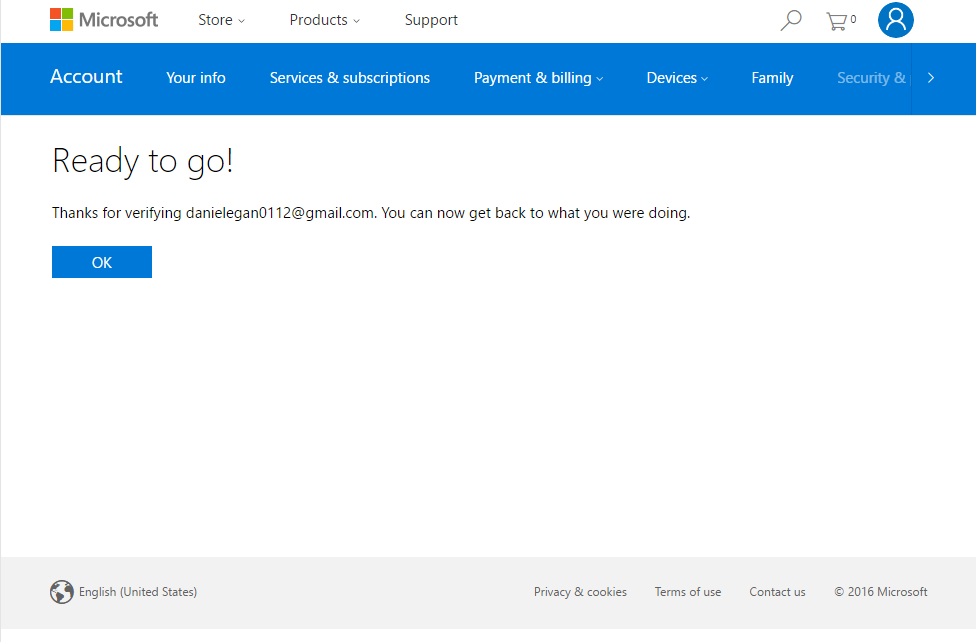 Microsoft Store Products Support 0
Account Your info Services & subscriptions Payment & billing Devices Family Security &
Ready to go!
Thanks for verifying danielegan0112@gmail.com. You can now get back to what you were doing.
OK
English (United States) Privacy & cookies Terms of use Contact us © 2016 Microsoft